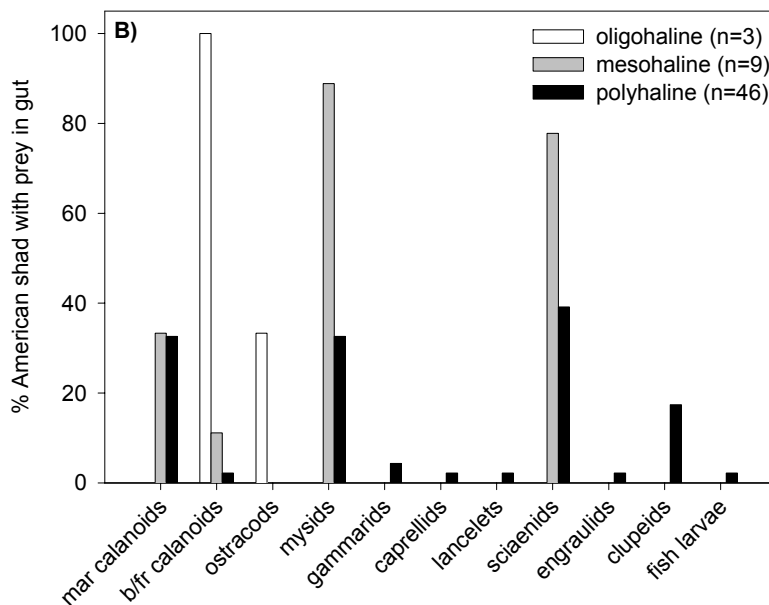 B)
oligohaline (n=3)
mesohaline (n=9)
polyhaline (n=46)
% American shad with prey in gut
100
80
60
40
20
0
mar calanoids
b/fr calanoids
ostracods
mysids
gammarids
caprellids
lancelets
sciaenids
engraulids
clupeids
fish larvae